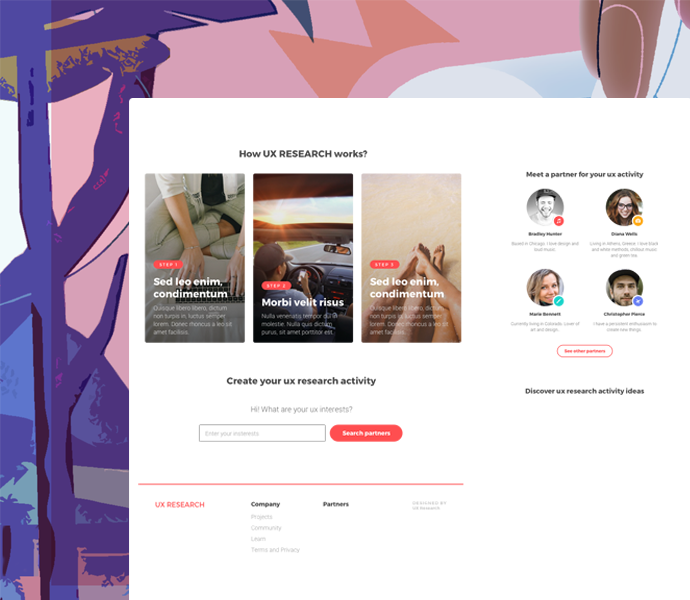 How UX RESEARCH works?
STEP 1
Sed leo enim,
condimentum
Quisque libero libero, dictum
non turpis in, luctus semper
lorem. Donec rhoncus a leo sit
amet facilisis.
STEP 2
Morbi velit risus
Nulla venenatis tempor dui in
molestie. Nulla quis dictum
purus, sit amet porttitor est.
STEP 3
Sed leo enim,
condimentum
Quisque libero libero, dictum
non turpis in, luctus semper
lorem. Donec rhoncus a leo sit
amet facilisis.
Meet a partner for your ux activity
Bradley Hunter
Based in Chicago. I love design and
loud music.
Diana Wells
Living in Athens, Greece. I love black
and white methods, chillout music
and green tea.
Marie Bennett
Currently living in Colorado. Lover of
art and design.
Christopher Pierce
I have a persistent enthusiasm to
create new things.
See other partners
Create your ux research activity
Hi! What are your ux interests?
Enter your interests
Search partners
Discover ux research activity ideas
UX RESEARCH
Company
Projects
Community
Learn
Terms and Privacy
Partners
DESIGNED BY
UX RESEARCH